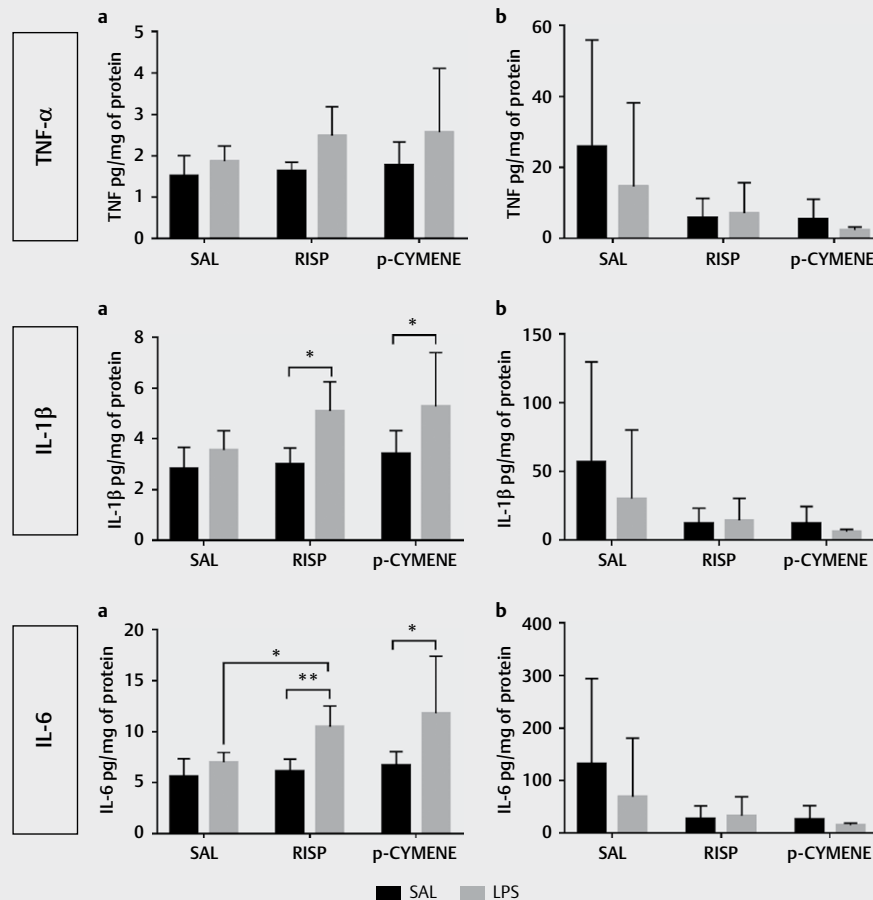 TNF-α
a
TNF pg/mg of protein
5
4
3
2
1
0
SAL RISP p-CYMENE
b
TNF pg/mg of protein
60
40
20
0
SAL RISP p-CYMENE
IL-1β
a
IL-1β pg/mg of protein
8
6
4
2
0
*
*
SAL RISP p-CYMENE
b
IL-1β pg/mg of protein
150
100
50
0
SAL RISP p-CYMENE
IL-6
a
IL-6 pg/mg of protein
20
15
10
5
0
*
**
*
SAL RISP p-CYMENE
b
IL-6 pg/mg of protein
400
300
200
100
0
SAL RISP p-CYMENE
SAL LPS